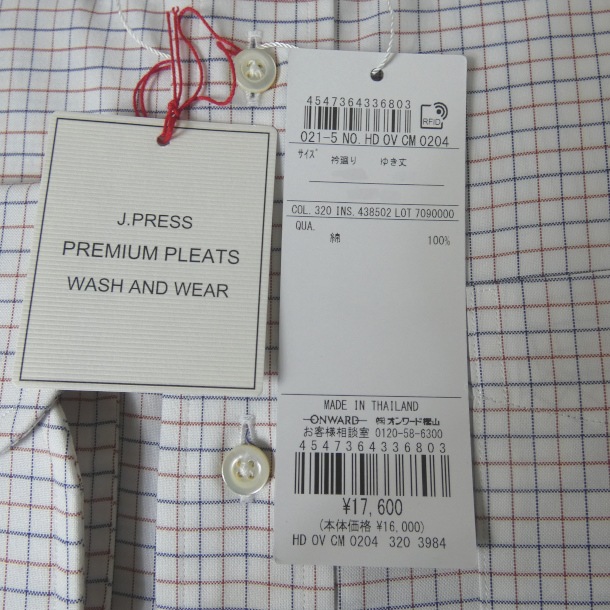 J.PRESS
PREMIUM PLEATS
WASH AND WEAR
4547364336803
RFID
021-5 NO. HD OV CM 0204
サイズ 衿廻り ゆき丈
COL. 320 INS. 438502 LOT 7090000
QUA.
綿 100%
MADE IN THAILAND
ONWARD ㈱オンワード樫山
お客様相談室 0120-58-6300
4547364336803
¥17,600
(本体価格 ¥16,000)
HD OV CM 0204 320 3984